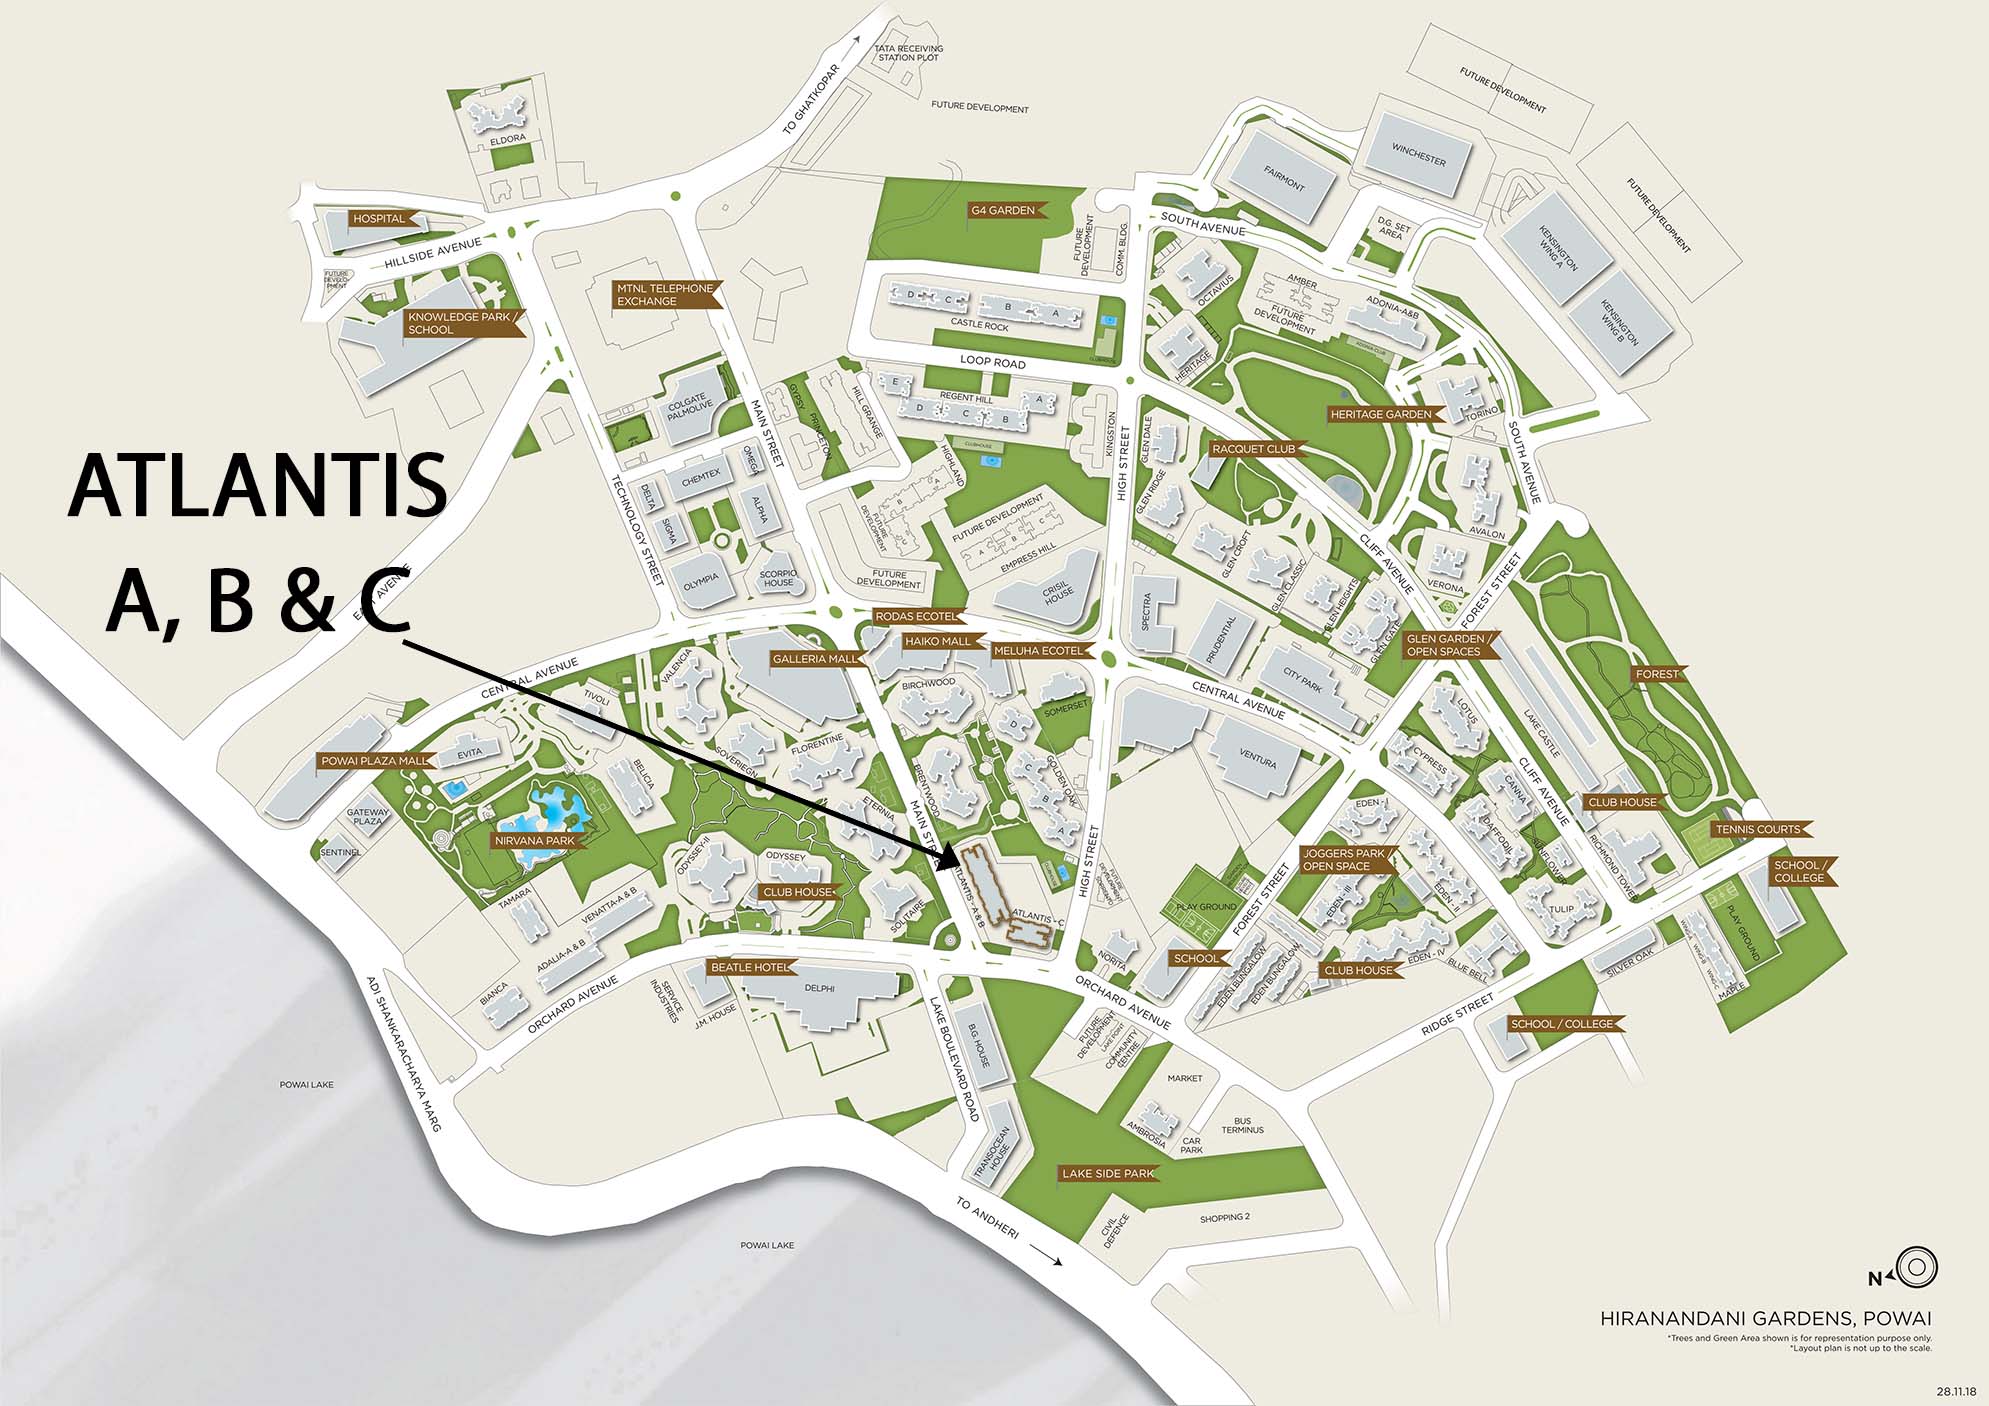 TATA RECEIVING
STATION PLOT
TO GHATKOPAR
FUTURE DEVELOPMENT
FUTURE DEVELOPMENT
ELDORA
WINCHESTER
FAIRMONT
FUTURE DEVELOPMENT
HOSPITAL
HILLSIDE AVENUE
FUTURE
DEVELOP-
MENT
G4 GARDEN
FUTURE
DEVELOPMENT
COMM. BLDG.
SOUTH AVENUE
D.G. SET
AREA
KENSINGTON
WING A
KENSINGTON
WING B
MTNL TELEPHONE
EXCHANGE
KNOWLEDGE PARK /
SCHOOL
D
C
B
A
CASTLE ROCK
CLUBHOUSE
OCTAVIUS
AMBER
FUTURE
DEVELOPMENT
ADONIA-A&B
ADONIA CLUB
HERITAGE
LOOP ROAD
E
REGENT HILL
D
C
B
A
CLUBHOUSE
COLGATE
PALMOLIVE
MAIN STREET
GYPSY
PRINCETON
HILL GRANGE
KINGSTON
HIGH STREET
GLEN DALE
HERITAGE GARDEN
TORINO
SOUTH AVENUE
RACQUET CLUB
ATLANTIS
A, B & C
OMEGA
CHEMTEX
DELTA
SIGMA
ALPHA
TECHNOLOGY STREET
HIGHLAND
A
B
FUTURE
DEVELOPMENT
GLEN RIDGE
AVALON
FUTURE DEVELOPMENT
A
B
C
EMPRESS HILL
GLEN CROFT
GLEN CLASSIC
CLIFF AVENUE
VERONA
FOREST STREET
OLYMPIA
SCORPIO
HOUSE
FUTURE
DEVELOPMENT
CRISIL
HOUSE
SPECTRA
PRUDENTIAL
GLEN HEIGHTS
GLEN GATE
RODAS ECOTEL
HAIKO MALL
MELUHA ECOTEL
GALLERIA MALL
GLEN GARDEN /
OPEN SPACES
CENTRAL AVENUE
TIVOLI
VALENCIA
BIRCHWOOD
SOMERSET
CENTRAL AVENUE
CITY PARK
FOREST
LOTUS
LAKE CASTLE
POWAI PLAZA MALL
EVITA
BELICIA
SOVERIEGN
FLORENTINE
D
C
B
A
GOLDEN OAK
VENTURA
CYPRESS
CANNA
CLIFF AVENUE
GATEWAY
PLAZA
SENTINEL
NIRVANA PARK
ETERNIA
BRENTWOOD
MAIN STREET
HIGH STREET
EDEN - I
DAFFODIL
SUNFLOWER
CLUB HOUSE
TENNIS COURTS
RICHMOND TOWER
SCHOOL /
COLLEGE
ODYSSEY-II
ODYSSEY
CLUB HOUSE
JOGGERS PARK /
OPEN SPACE
TAMARA
VENATTA-A & B
SOLITAIRE
ATLANTIS - A & B
ATLANTIS - C
PLAY GROUND
FOREST STREET
EDEN III
EDEN - II
TULIP
PLAY GROUND
ADALIA-A & B
BEATLE HOTEL
NORITA
SCHOOL
EDEN BUNGALOW
EDEN BUNGALOW
CLUB HOUSE
EDEN - IV
BLUE BELL
SILVER OAK
WING-A
WING-B
WING-C
MAPLE
BIANCA
ORCHARD AVENUE
SERVICE
INDUSTRIES
J.M. HOUSE
DELPHI
ORCHARD AVENUE
RIDGE STREET
SCHOOL / COLLEGE
ADI SHANKARACHARYA MARG
LAKE BOULEVARD ROAD
B.G. HOUSE
FUTURE
DEVELOPMENT
LAKE POINT
COMMUNITY
CENTRE
MARKET
POWAI LAKE
AMBROSIA
CAR
PARK
BUS
TERMINUS
TRANSOCEAN
HOUSE
LAKE SIDE PARK
TO ANDHERI
CIVIL
DEFENCE
SHOPPING 2
POWAI LAKE
N
HIRANANDANI GARDENS, POWAI
*Trees and Green Area shown is for representation purpose only.
*Layout plan is not up to the scale.
28.11.18